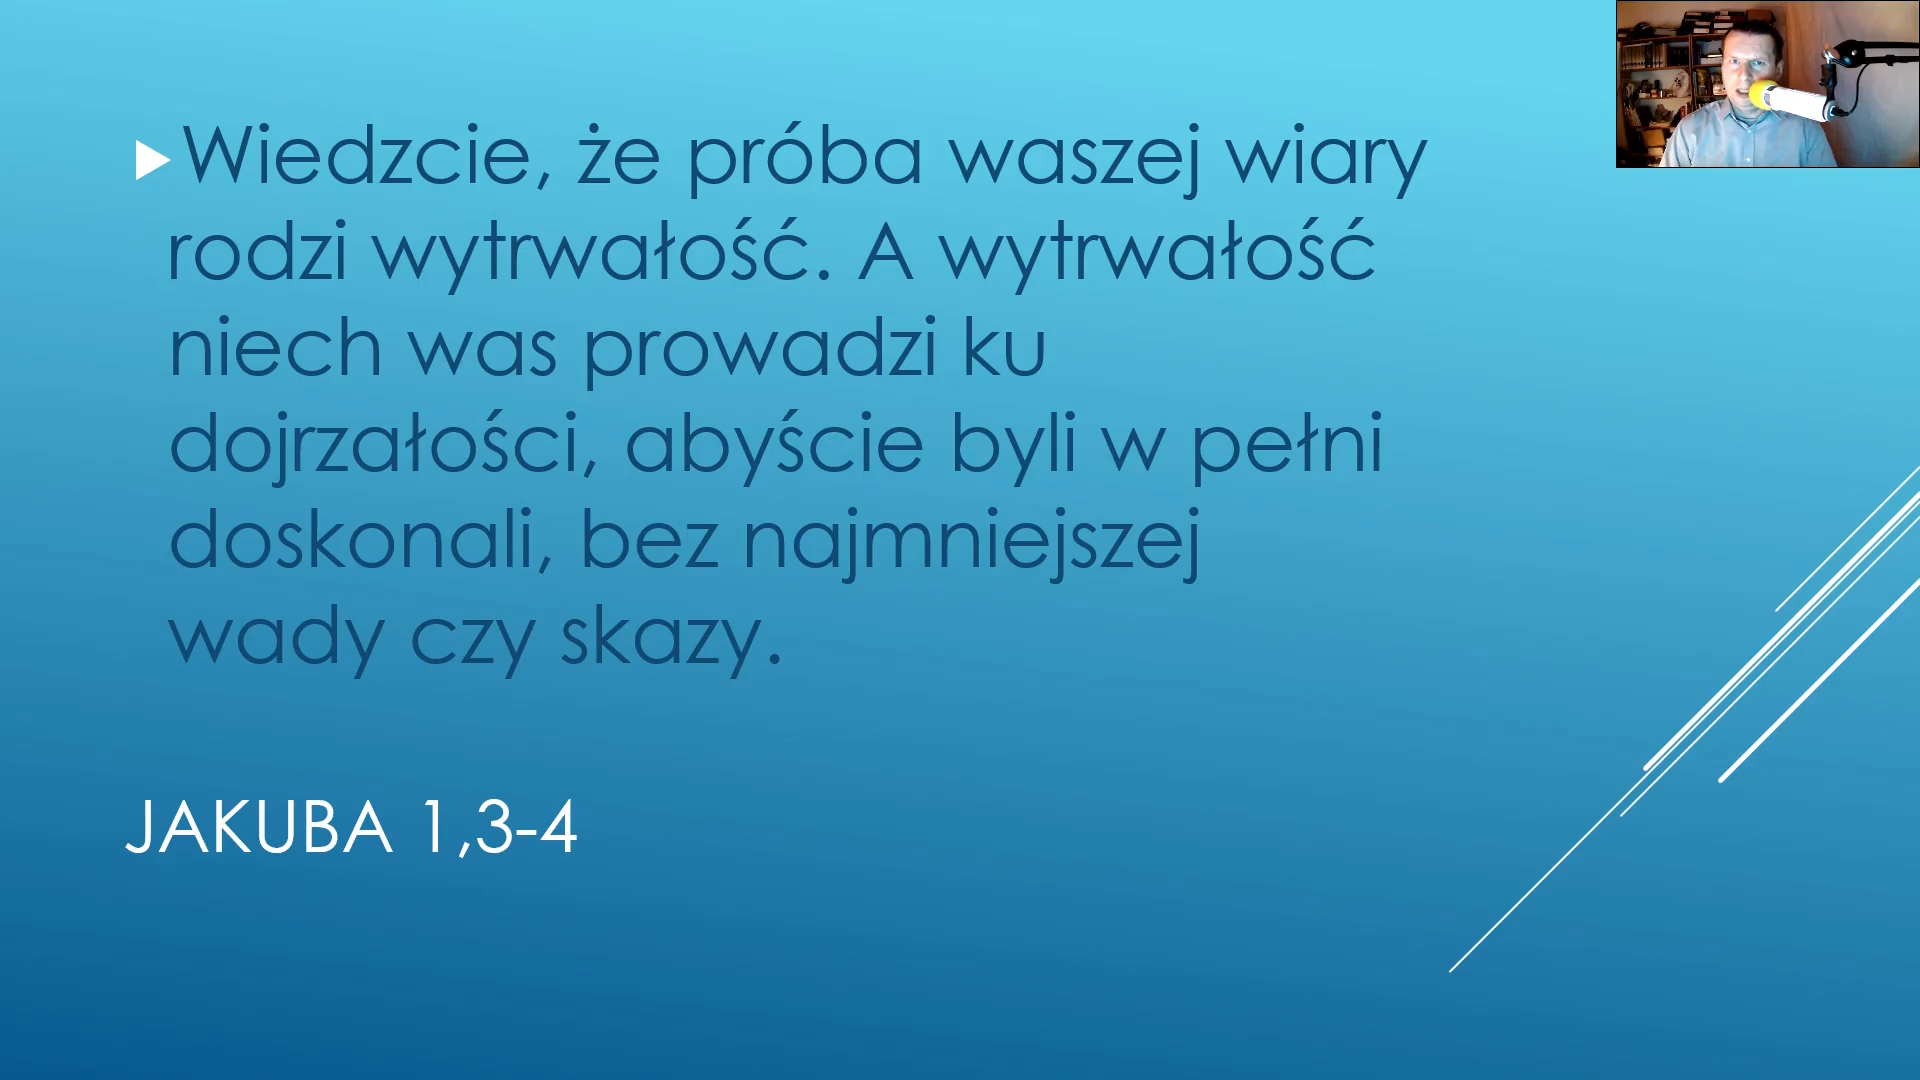 Wiedzcie, że próba waszej wiary
rodzi wytrwałość. A wytrwałość
niech was prowadzi ku
dojrzałości, abyście byli w pełni
doskonali, bez najmniejszej
wady czy skazy.
JAKUBA 1,3-4